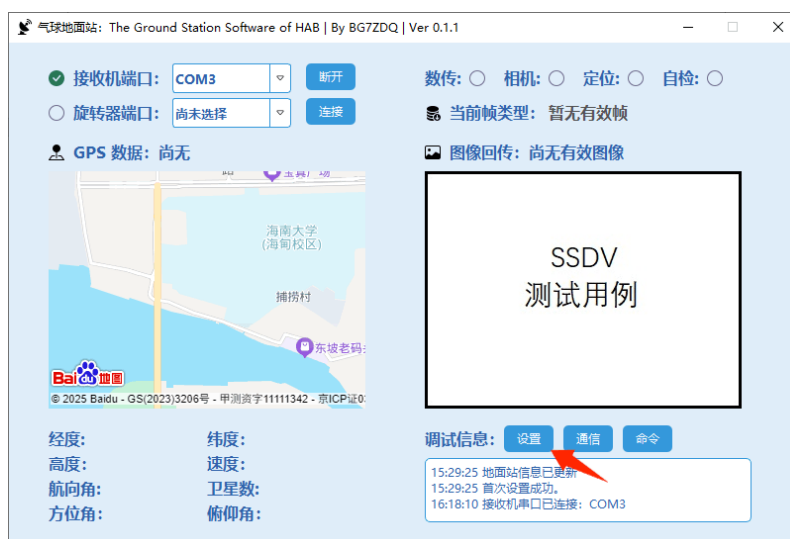 气球地面站：The Ground Station Software of HAB | By BG7ZDQ | Ver 0.1.1
接收机端口： COM3 断开
旋转器端口： 尚未选择 连接
GPS 数据：尚无
数传： 相机： 定位： 自检：
当前帧类型： 暂无有效帧
图像回传：尚无有效图像
海南大学
(海甸校区)
捕捞村
东坡老码
Bai du 地图
© 2025 Baidu - GS(2023)3206号 - 甲测资字11111342 - 京ICP证0
SSDV
测试用例
经度： 纬度：
高度： 速度：
航向角： 卫星数：
方位角： 俯仰角：
调试信息： 设置 通信 命令
15:29:25 地面站信息已更新
15:29:25 首次设置成功。
16:18:10 接收机串口已连接：COM3